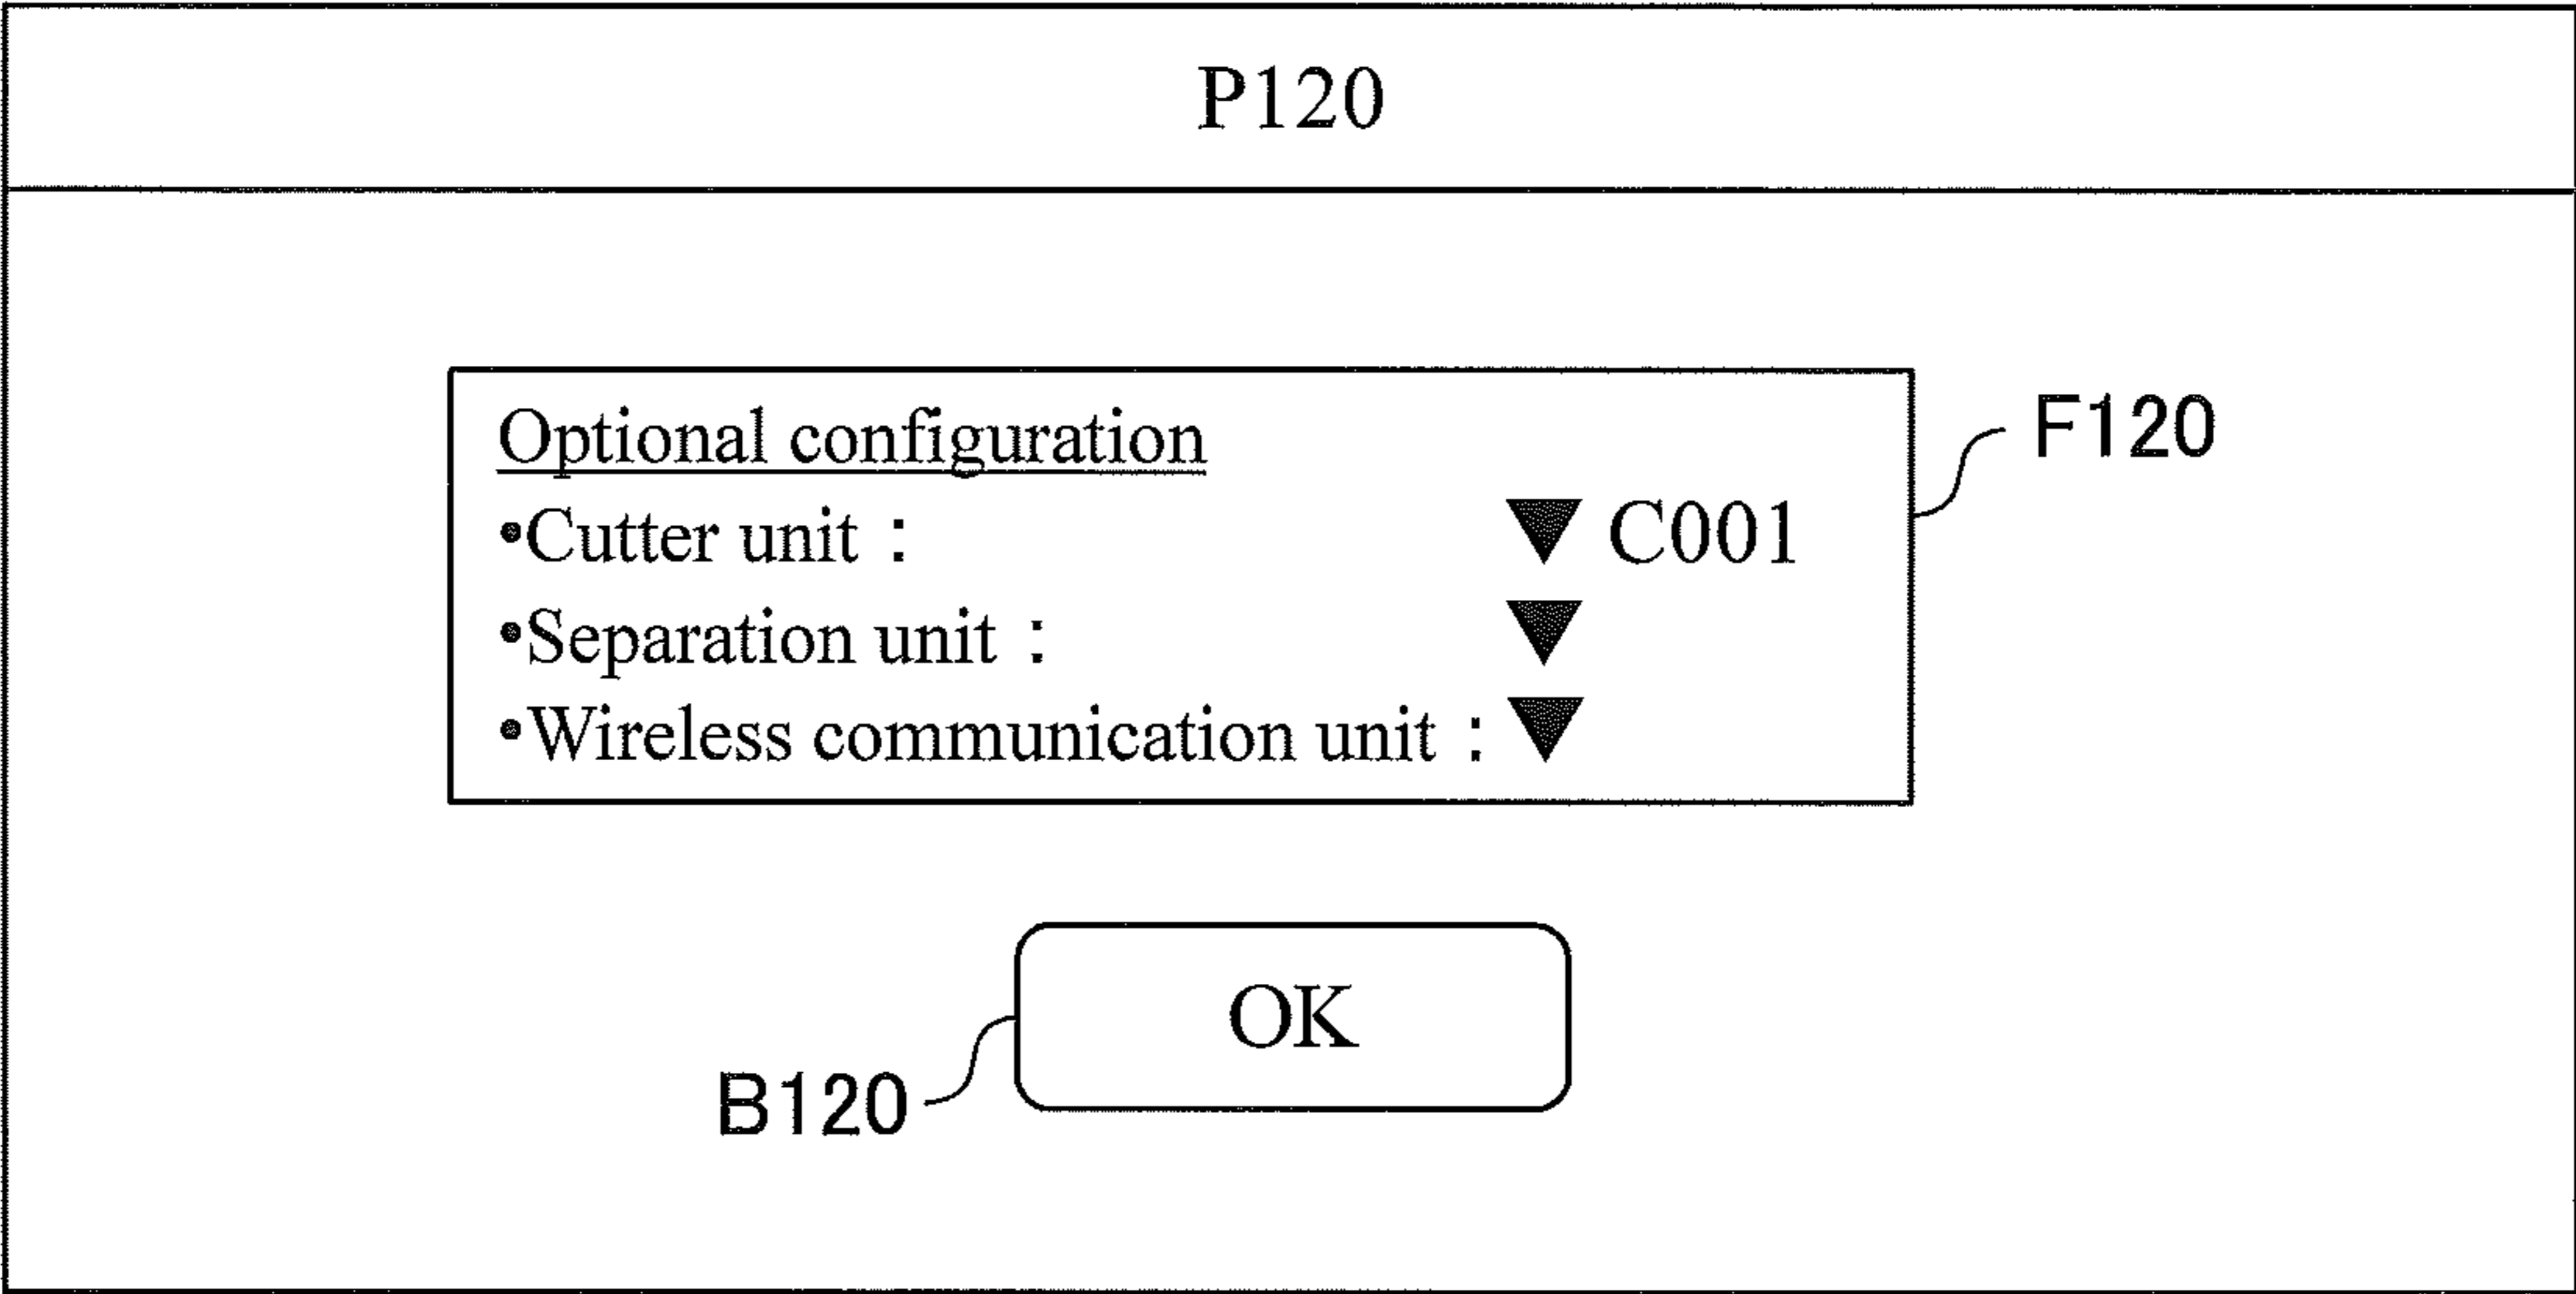 P120
Optional configuration
•Cutter unit : ▼ C001
•Separation unit : ▼
•Wireless communication unit : ▼
F120
OK
B120